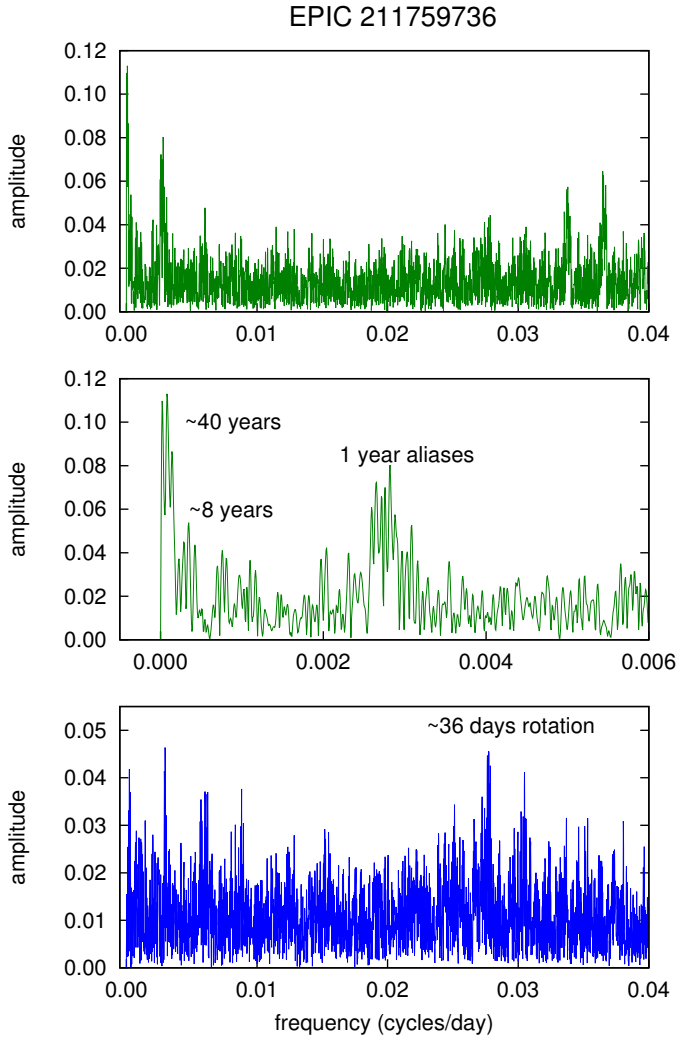 EPIC 211759736
0.12
0.10
0.08
0.06
0.04
0.02
0.00
amplitude
0.00 0.01 0.02 0.03 0.04
0.12
0.10
0.08
0.06
0.04
0.02
0.00
amplitude
~40 years
1 year aliases
~8 years
0.000 0.002 0.004 0.006
0.05
0.04
0.03
0.02
0.01
0.00
amplitude
~36 days rotation
0.00 0.01 0.02 0.03 0.04
frequency (cycles/day)